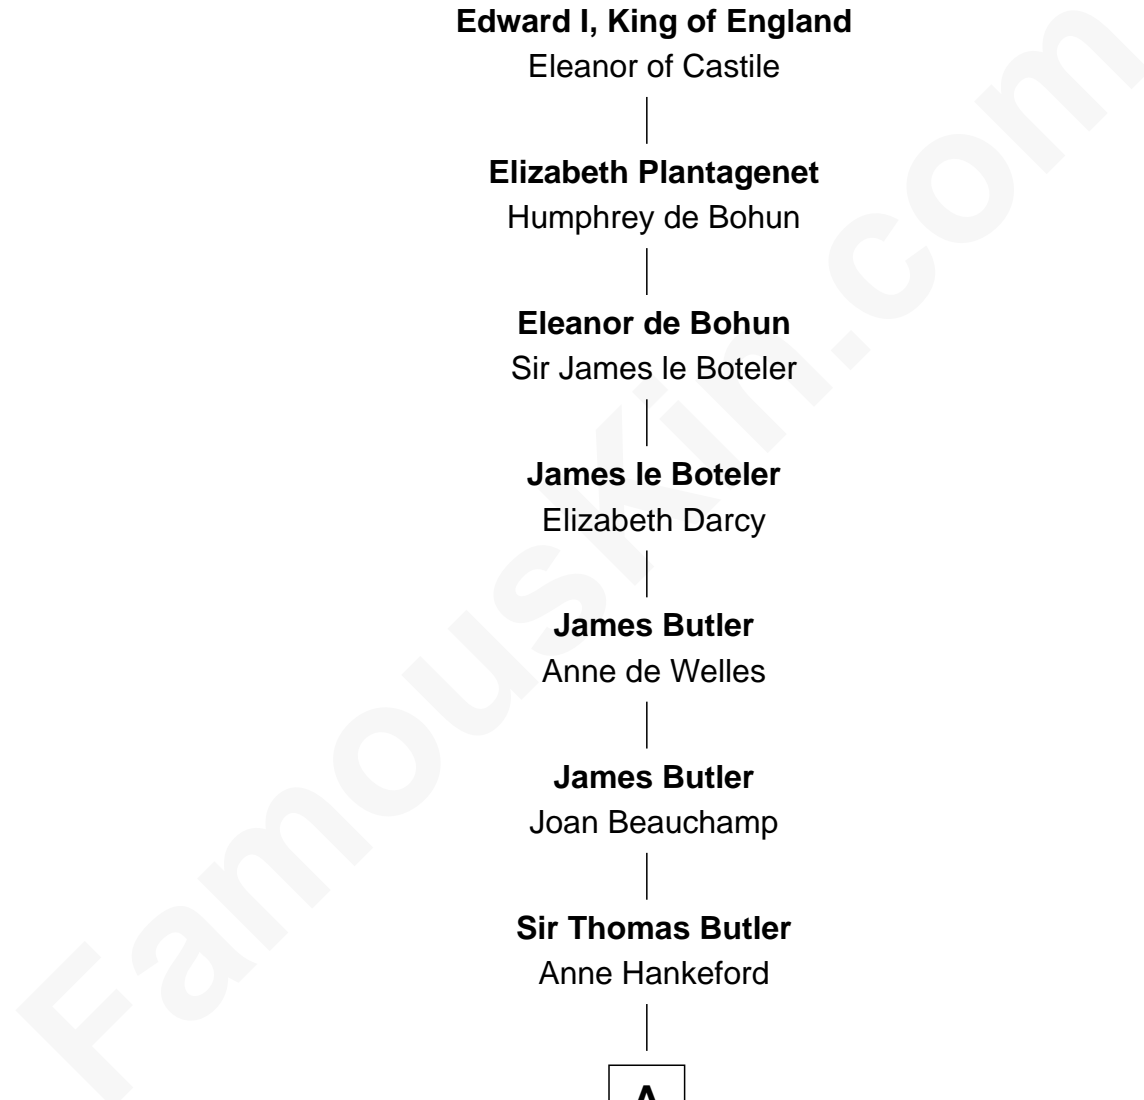 Edward I, King of England
Eleanor of Castile
Elizabeth Plantagenet
Humphrey de Bohun
Eleanor de Bohun
Sir James le Boteler
James le Boteler
Elizabeth Darcy
James Butler
Anne de Welles
James Butler
Joan Beauchamp
Sir Thomas Butler
Anne Hankeford
A
FamousKin.com